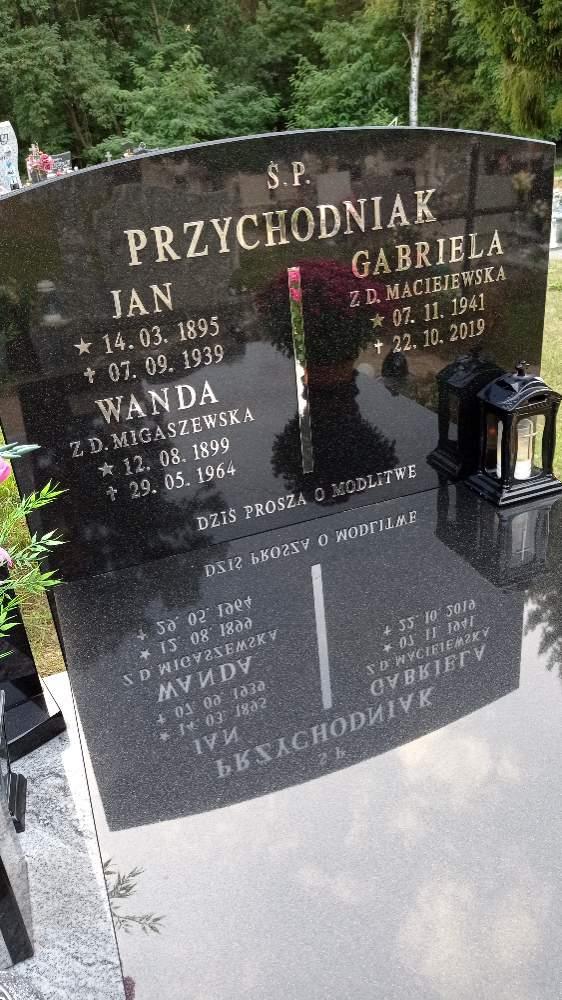 Ś.P.
PRZYCHODNIAK
JAN
★ 14. 03. 1895
✝ 07. 09. 1939
WANDA
Z D. MIGASZEWSKA
★ 12. 08. 1899
✝ 29. 05. 1964
GABRIELA
Z D. MACIEJEWSKA
★ 07. 11. 1941
✝ 22. 10. 2019
DZIŚ PROSZĄ O MODLITWĘ